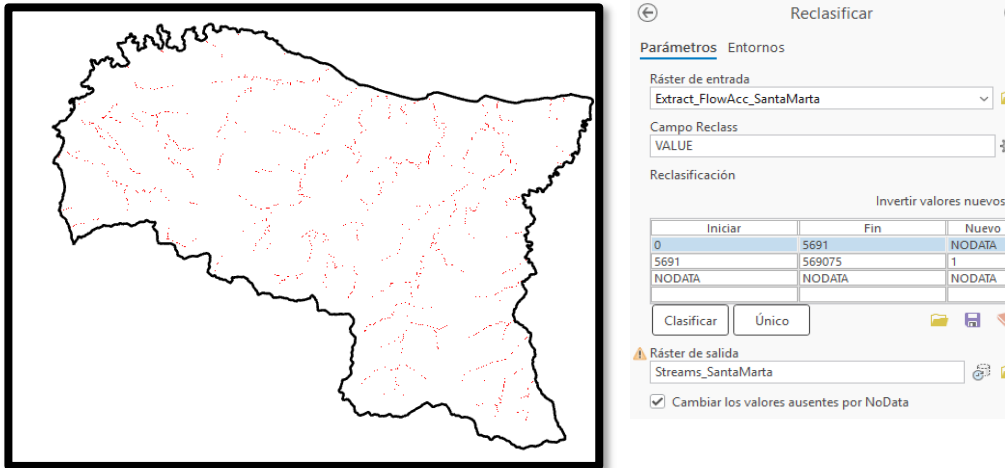 Reclasificar
Parámetros Entornos
Ráster de entrada
Extract_FlowAcc_SantaMarta
Campo Reclass
VALUE
Reclasificación
Invertir valores nuevos
Iniciar Fin Nuevo
0 5691 NODATA
5691 569075 1
NODATA NODATA NODATA
Clasificar Único
Ráster de salida
Streams_SantaMarta
Cambiar los valores ausentes por NoData